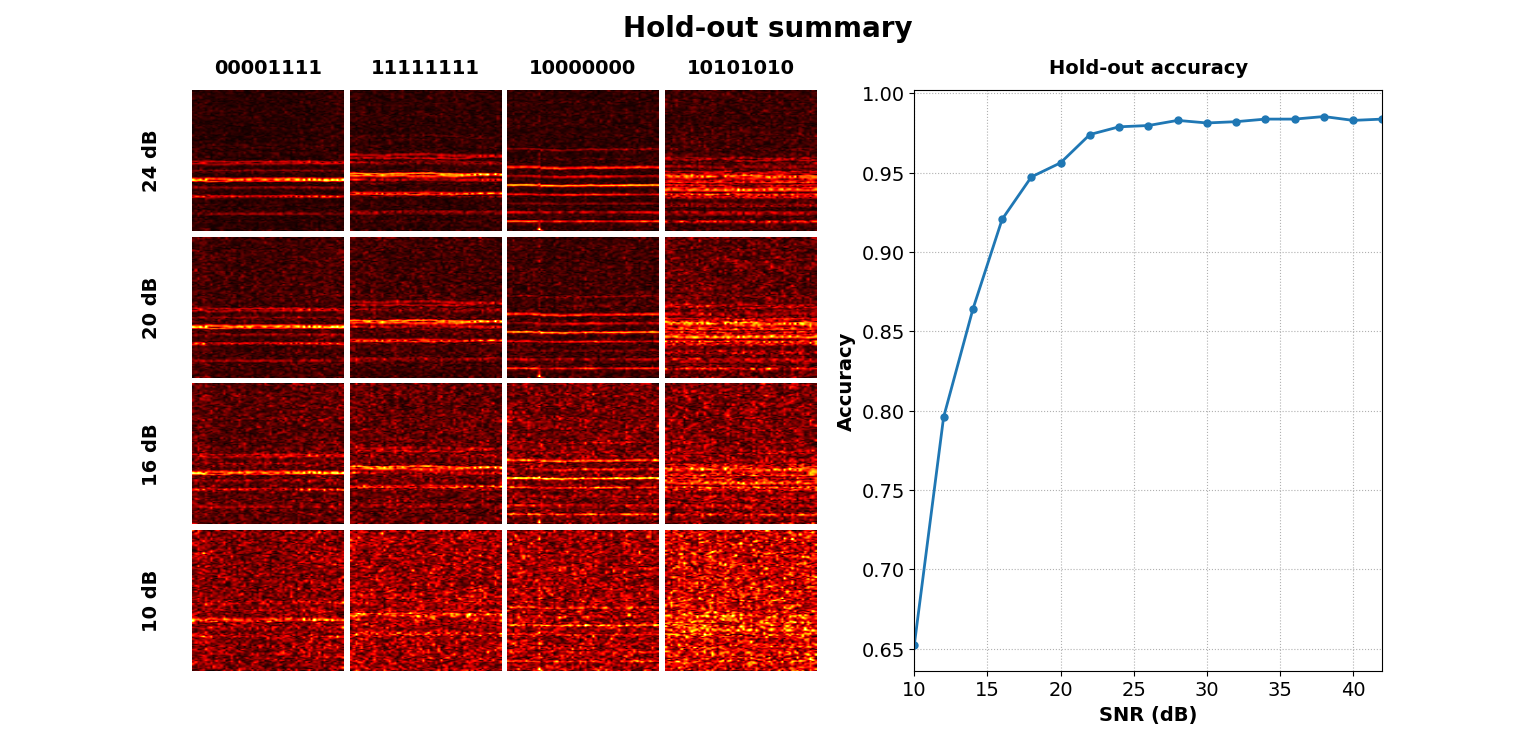 Hold-out summary
00001111 11111111 10000000 10101010
24 dB
20 dB
16 dB
10 dB
Hold-out accuracy
1.00
0.95
0.90
0.85
0.80
0.75
0.70
0.65
Accuracy
10 15 20 25 30 35 40
SNR (dB)